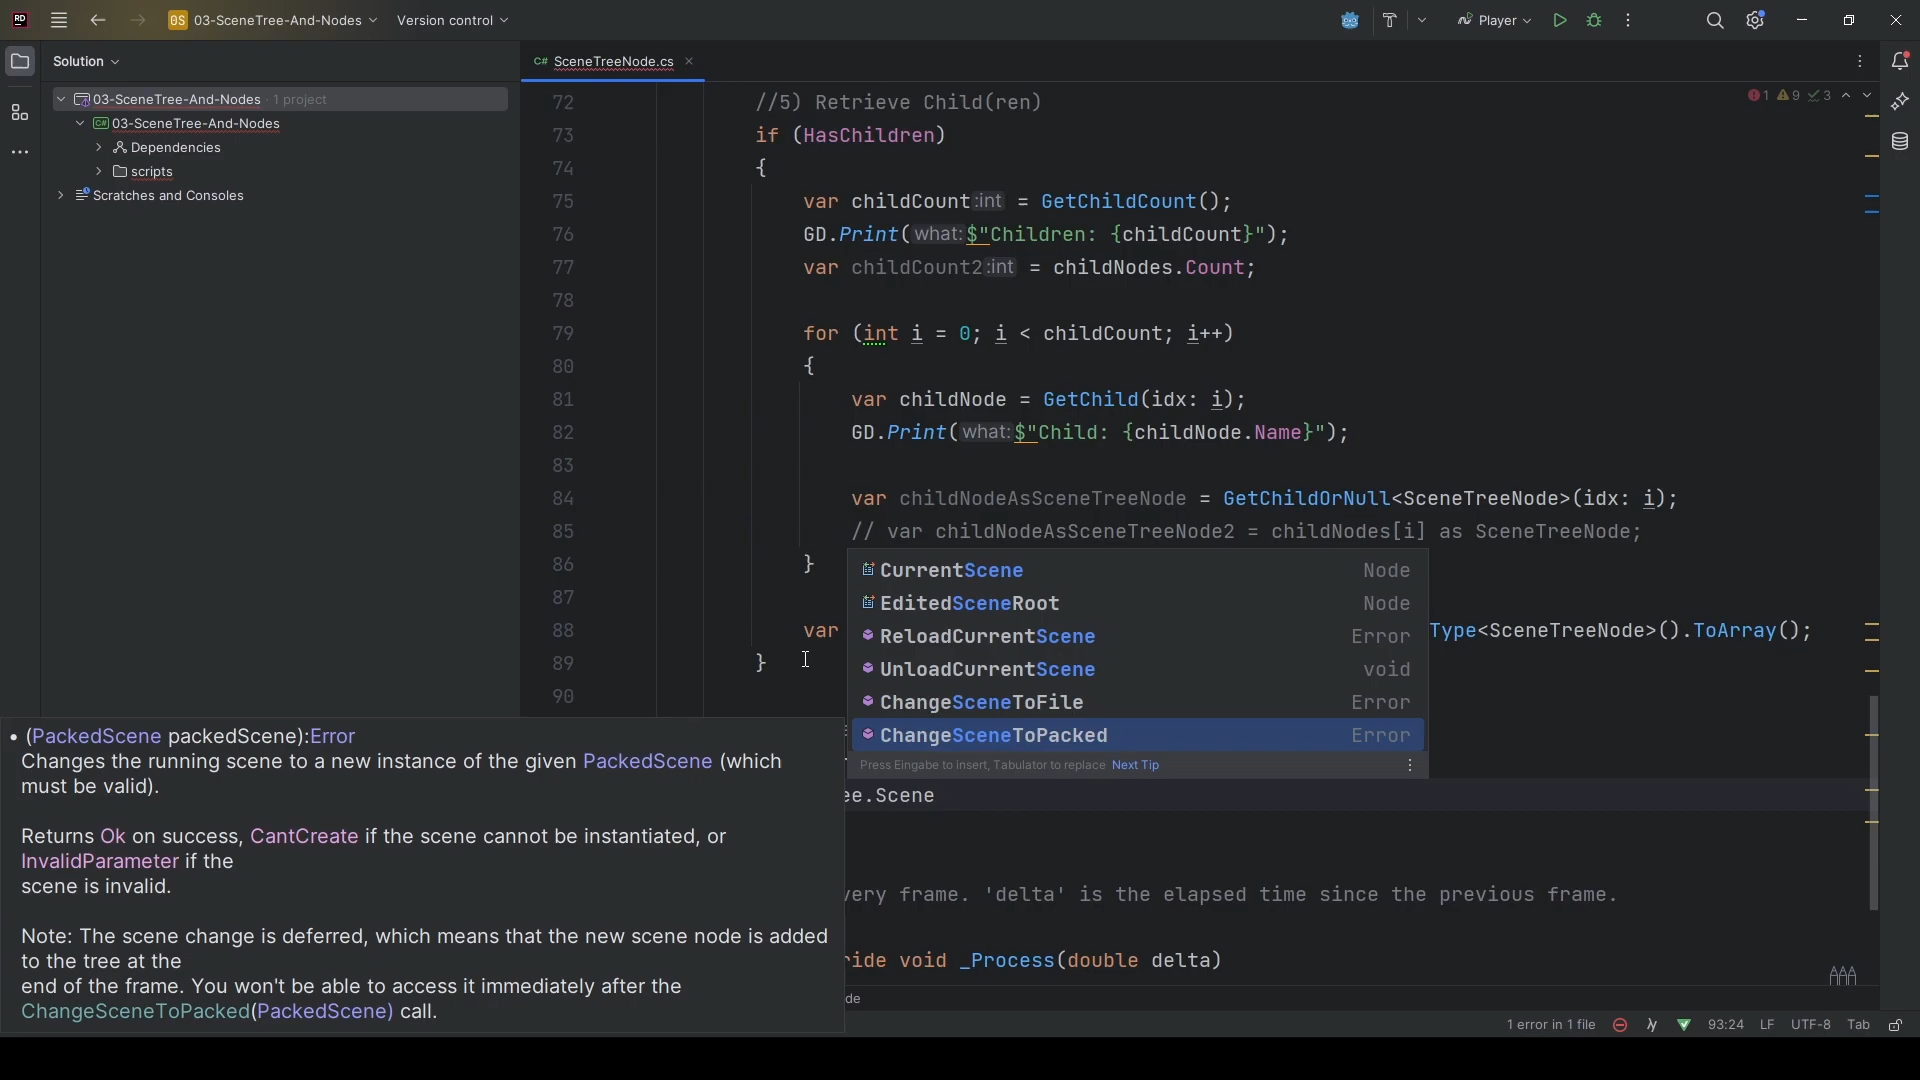 RD
0S 03-SceneTree-And-Nodes
Version control
Player
Solution
C# SceneTreeNode.cs ×
03-SceneTree-And-Nodes · 1 project
C# 03-SceneTree-And-Nodes
Dependencies
scripts
Scratches and Consoles
1 9 3
72 //5) Retrieve Child(ren)
73 if (HasChildren)
74 {
75 var childCount :int = GetChildCount();
76 GD.Print( what: $"Children: {childCount}");
77 var childCount2 :int = childNodes.Count;
78
79 for (int i = 0; i < childCount; i++)
80 {
81 var childNode = GetChild(idx: i);
82 GD.Print( what: $"Child: {childNode.Name}");
83
84 var childNodeAsSceneTreeNode = GetChildOrNull<SceneTreeNode>(idx: i);
85 // var childNodeAsSceneTreeNode2 = childNodes[i] as SceneTreeNode;
86 }
87
88 var
Type<SceneTreeNode>().ToArray();
89 }
90
CurrentScene Node
EditedSceneRoot Node
ReloadCurrentScene Error
UnloadCurrentScene void
ChangeSceneToFile Error
ChangeSceneToPacked Error
Press Eingabe to insert, Tabulator to replace Next Tip
ee.Scene
very frame. 'delta' is the elapsed time since the previous frame.
ride void _Process(double delta)
de
• (PackedScene packedScene):Error
Changes the running scene to a new instance of the given PackedScene (which
must be valid).
Returns Ok on success, CantCreate if the scene cannot be instantiated, or
InvalidParameter if the
scene is invalid.
Note: The scene change is deferred, which means that the new scene node is added
to the tree at the
end of the frame. You won't be able to access it immediately after the
ChangeSceneToPacked(PackedScene) call.
1 error in 1 file
93:24 LF UTF-8 Tab